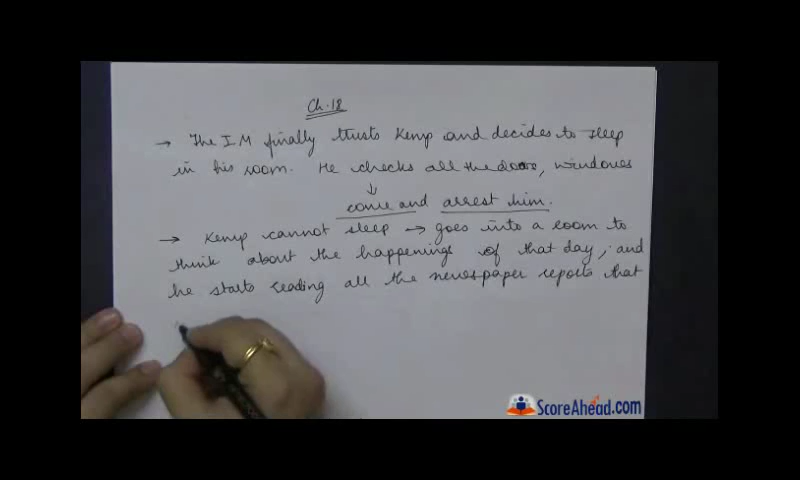 Ch.18
→ The I M finally trusts Kemp and decides to sleep
in his room. He checks all the doors, windows
↓
come and arrest him.
→ Kemp cannot sleep → goes into a room to
think about the happenings of that day, and
he starts reading all the newspaper reports that
ScoreAhead.com